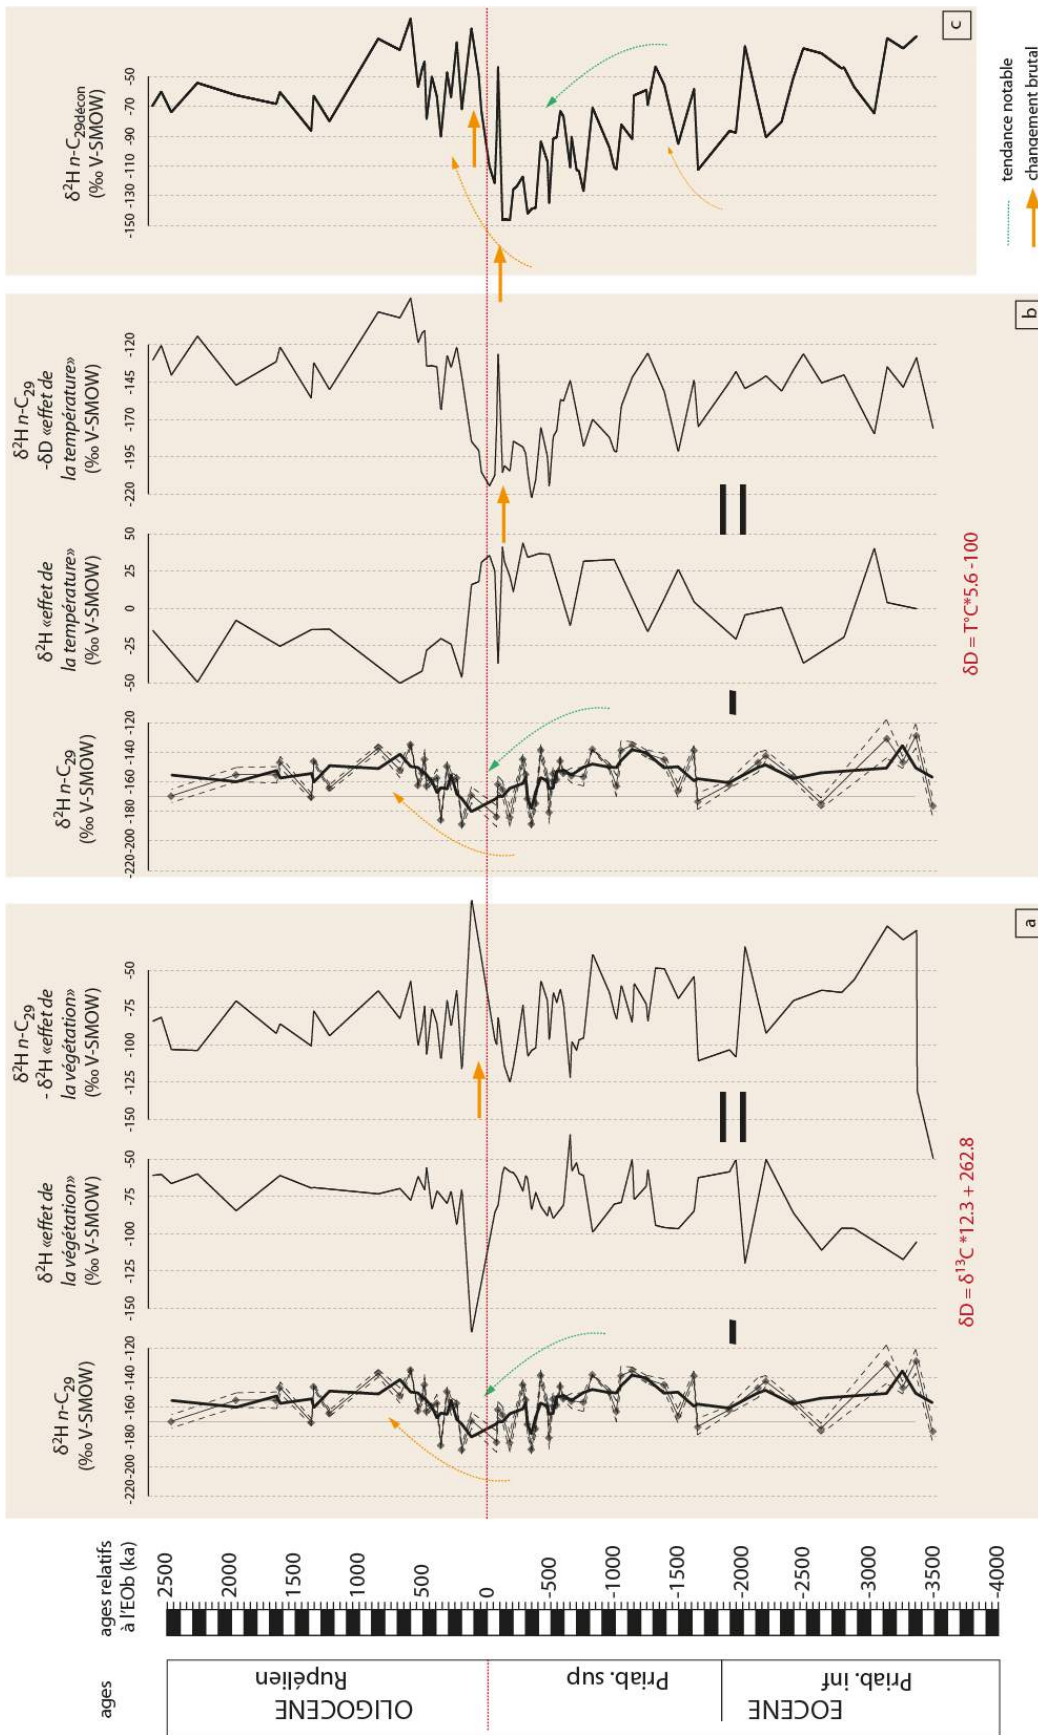 ages
OLIGOCENE
Rupélien
EOCENE
Priab. sup
Priab. inf
ages relatifs
à l'EOb (ka)
2500
2000
1500
1000
500
0
-500
-1000
-1500
-2000
-2500
-3000
-3500
-4000
δ²H n-C₂₉
(‰ V-SMOW)
-220 -200 -180 -160 -140 -120
δ²H «effet de
la végétation»
(‰ V-SMOW)
-150 -125 -100 -75 -50
δ²H n-C₂₉
- δ²H «effet de
la végétation»
(‰ V-SMOW)
-150 -125 -100 -75 -50
δD = δ¹³C *12.3 + 262.8
a
δ²H n-C₂₉
(‰ V-SMOW)
-220 -200 -180 -160 -140 -120
δ²H «effet de
la température»
(‰ V-SMOW)
-50 -25 0 25 50
δ²H n-C₂₉
-δD «effet de
la température»
(‰ V-SMOW)
-220 -195 -170 -145 -120
δD = T°C*5.6 -100
b
δ²H n-C₂₉décon
(‰ V-SMOW)
-150 -130 -110 -90 -70 -50
c
tendance notable
changement brutal